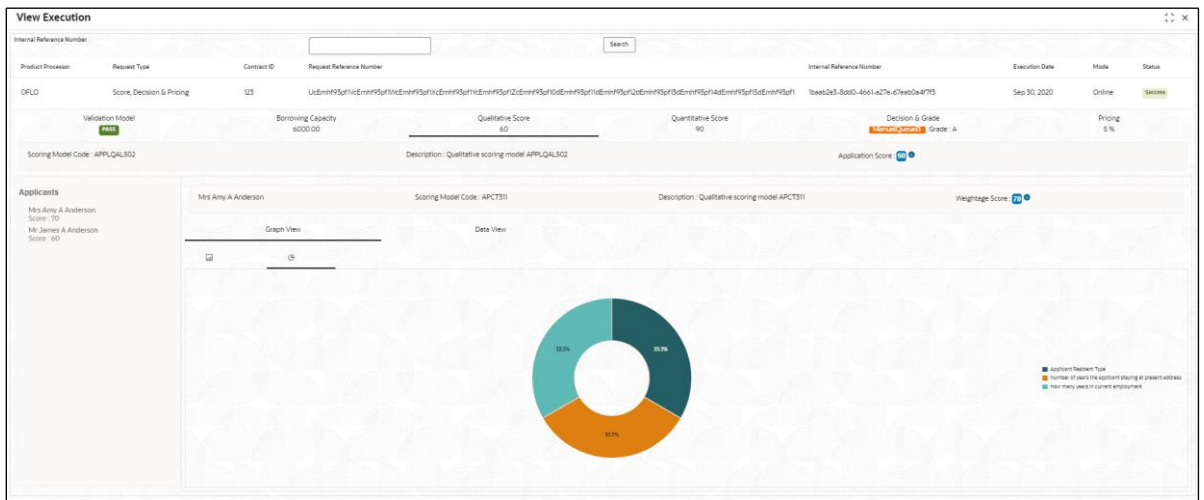 View Execution
Internal Reference Number
Search
Product Processor Request Type Contract ID Request Reference Number Internal Reference Number Execution Date Mode Status
OFLO Score, Decision & Pricing 123 Sep 30, 2020 Online Success
Validation Model Borrowing Capacity Qualitative Score Quantitative Score Decision & Grade Pricing
PASS 6000.00 60 90 ManualQueue81 Grade : A 5 %
Scoring Model Code : APPLQAL502 Description : Qualitative scoring model APPLQAL502 Application Score : 60
Applicants
Mrs Amy A Anderson
Score : 70
Mr James A Anderson
Score : 60
Mrs Amy A Anderson Scoring Model Code : APCT311 Description : Qualitative scoring model APCT311 Weightage Score : 70
Graph View Data View
33.3% 33.3%
33.3%
Applicant Resident Type
Number of years the applicant staying at present address
How many years in current employment